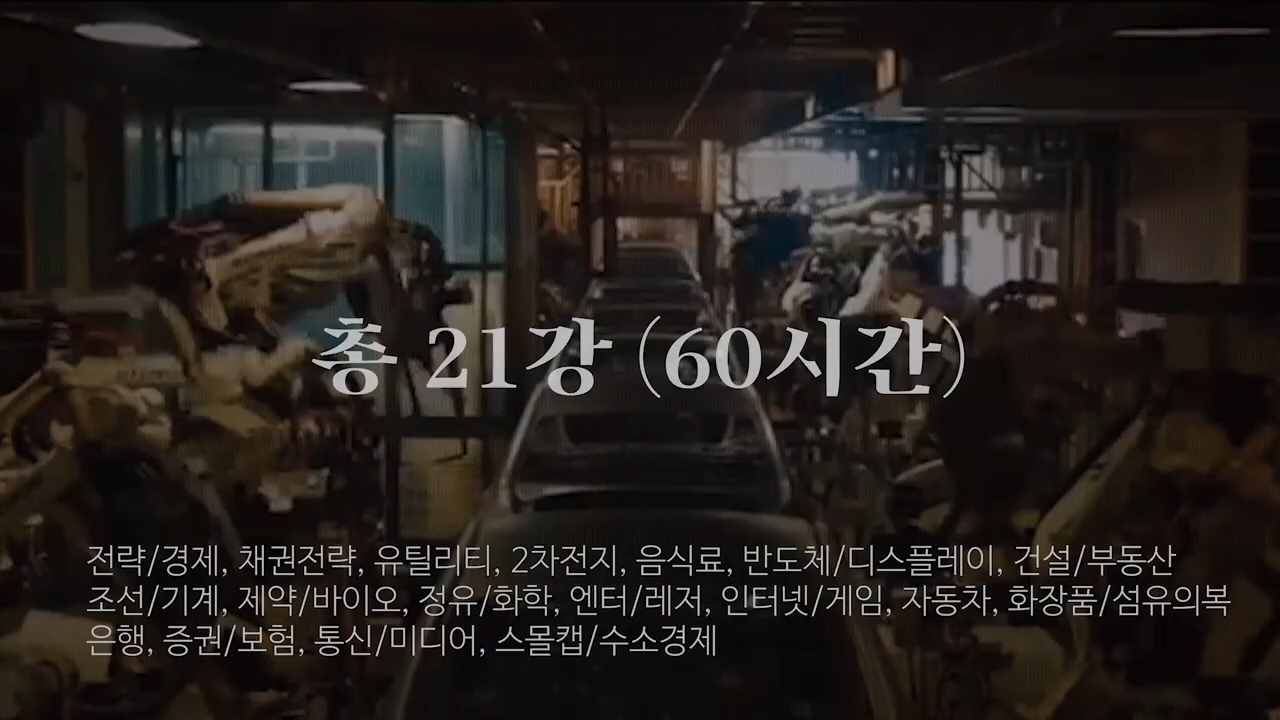 총 21강 (60시간)
전략/경제, 채권전략, 유틸리티, 2차전지, 음식료, 반도체/디스플레이, 건설/부동산
조선/기계, 제약/바이오, 정유/화학, 엔터/레저, 인터넷/게임, 자동차, 화장품/섬유의복
은행, 증권/보험, 통신/미디어, 스몰캡/수소경제